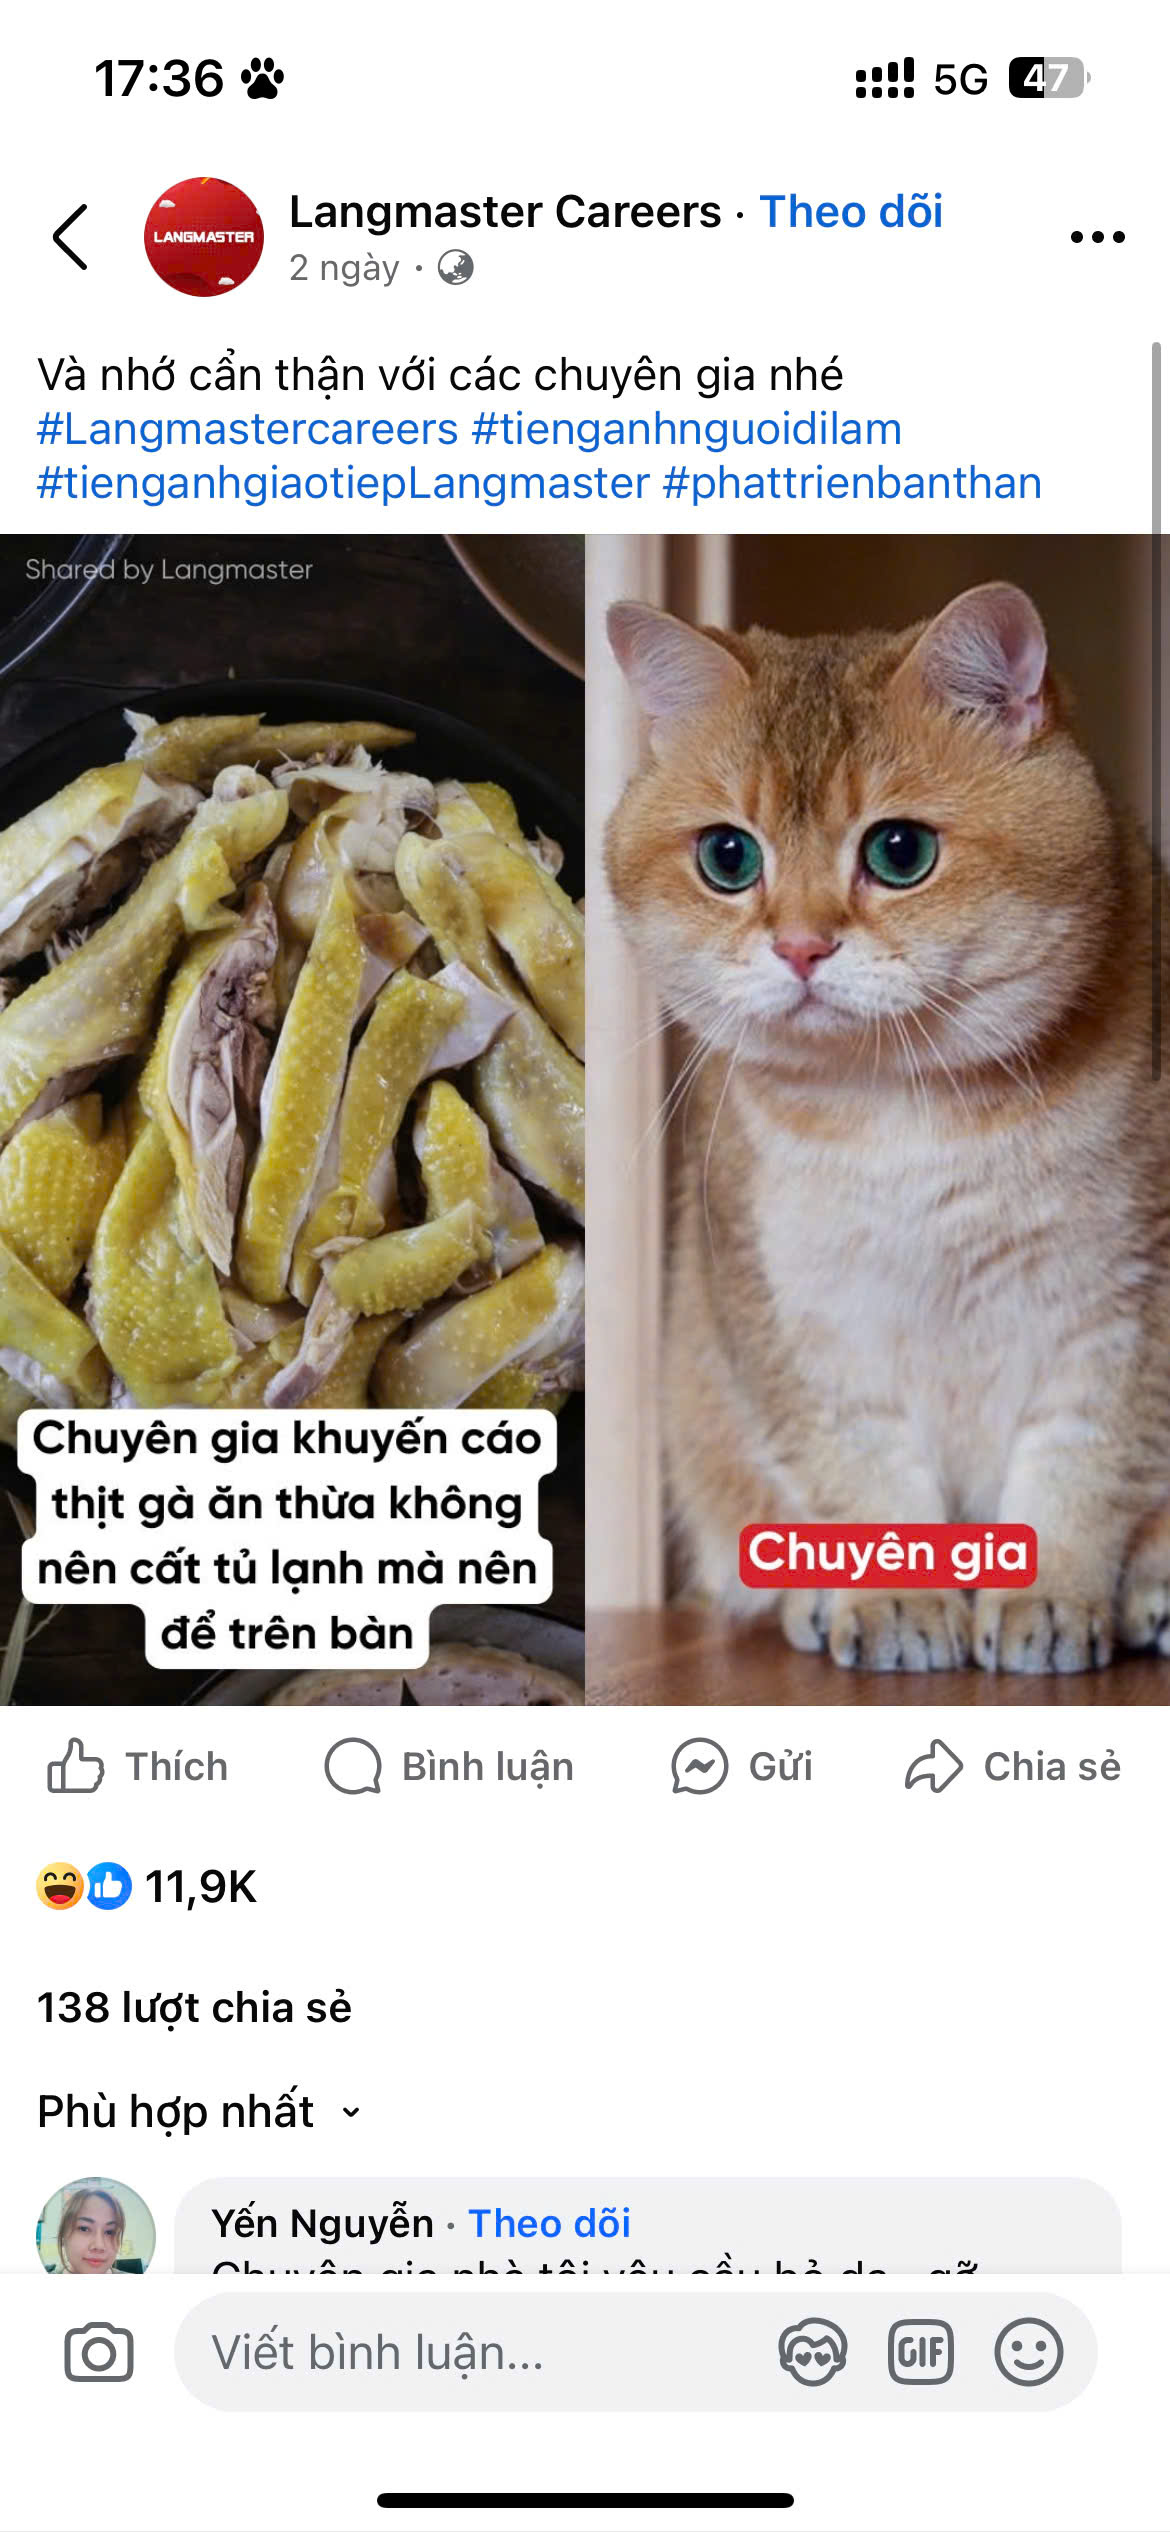 17:36
5G 47
LANGMASTER
Langmaster Careers · Theo dõi
2 ngày ·
Và nhớ cẩn thận với các chuyên gia nhé
#Langmastercareers #tienganhnguoidilam
#tienganhgiaotiepLangmaster #phattrienbanthan
Shared by Langmaster
Chuyên gia khuyến cáo
thịt gà ăn thừa không
nên cất tủ lạnh mà nên
để trên bàn
Chuyên gia
Thích
Bình luận
Gửi
Chia sẻ
11,9K
138 lượt chia sẻ
Phù hợp nhất
Yến Nguyễn · Theo dõi
Viết bình luận...
GIF